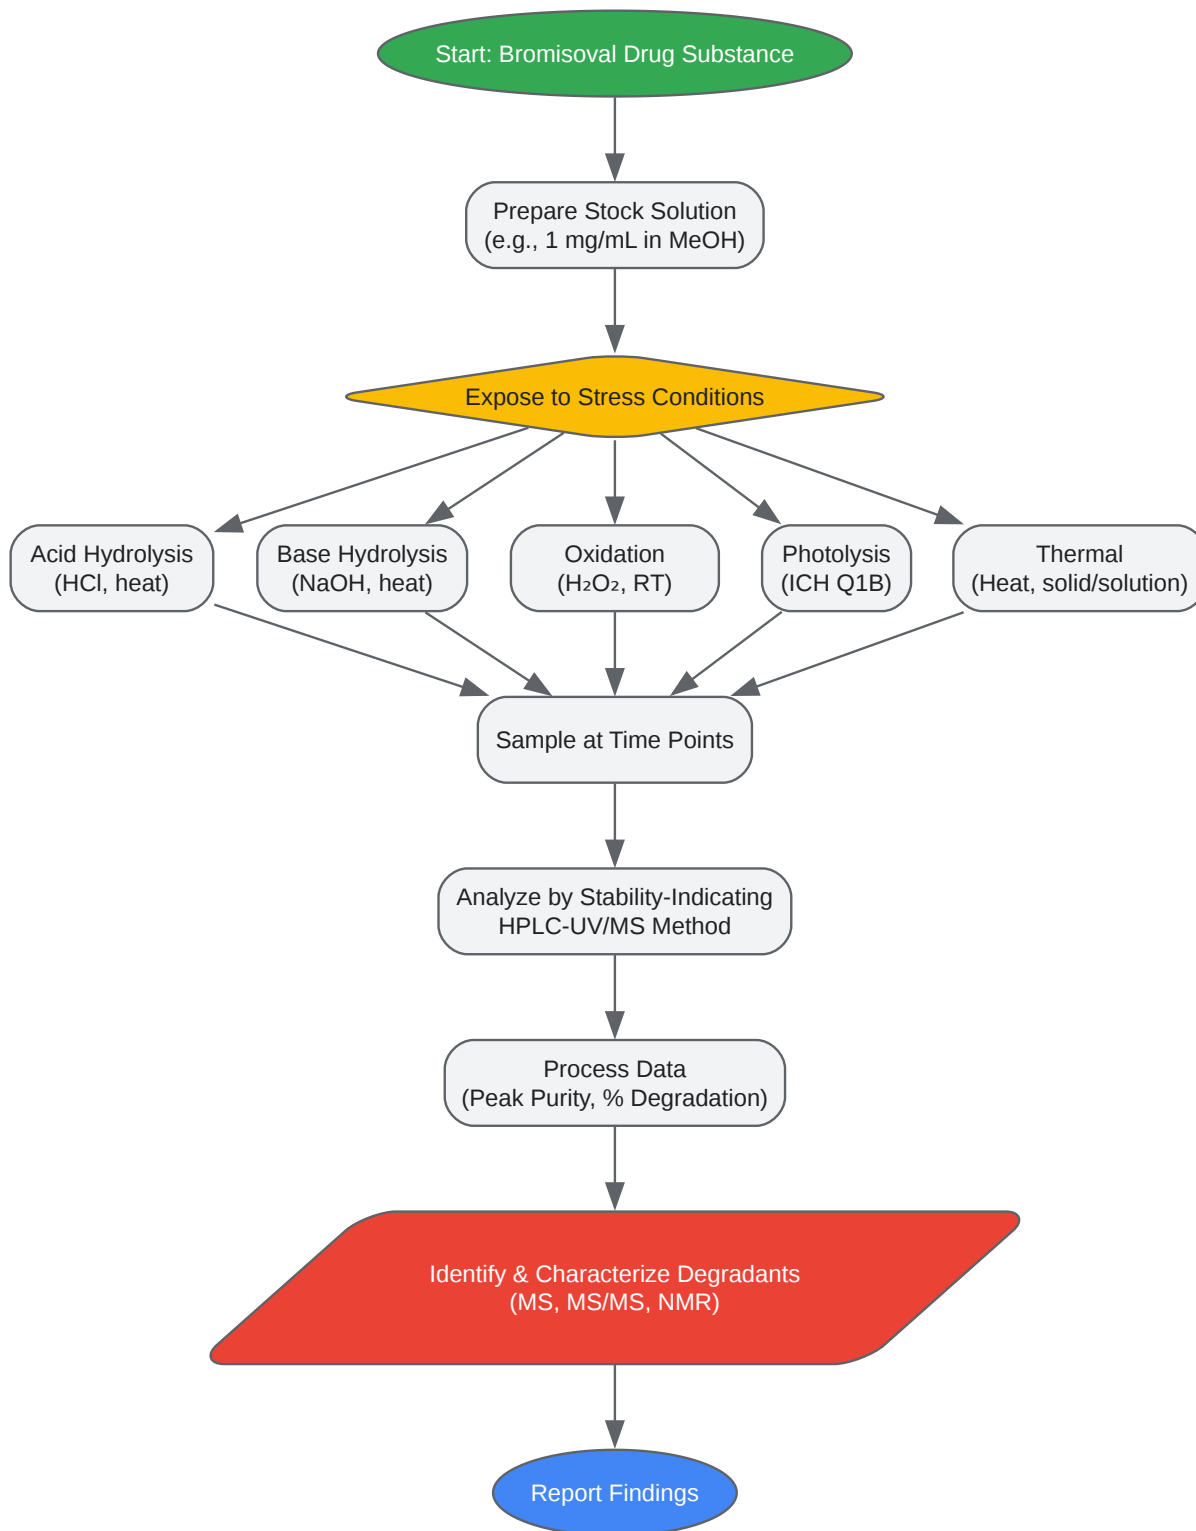 Start: Bromisoval Drug Substance
Prepare Stock Solution
(e.g., 1 mg/mL in MeOH)
Expose to Stress Conditions
Acid Hydrolysis
(HCl, heat)
Base Hydrolysis
(NaOH, heat)
Oxidation
(H₂O₂, RT)
Photolysis
(ICH Q1B)
Thermal
(Heat, solid/solution)
Sample at Time Points
Analyze by Stability-Indicating
HPLC-UV/MS Method
Process Data
(Peak Purity, % Degradation)
Identify & Characterize Degradants
(MS, MS/MS, NMR)
Report Findings